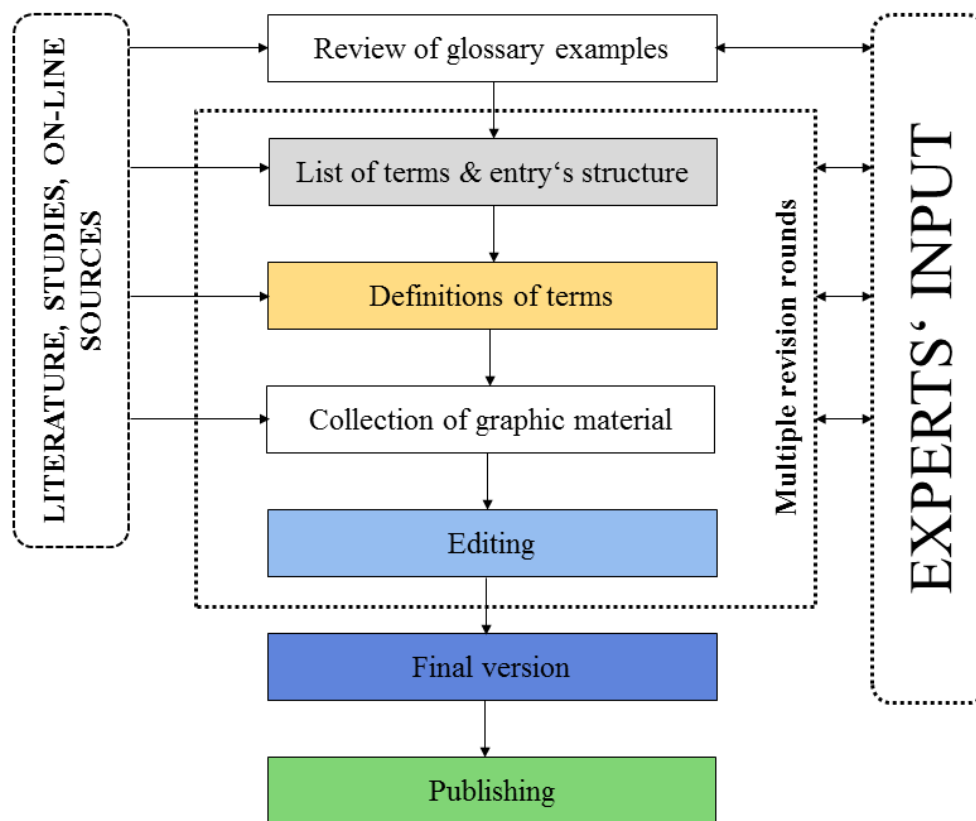 LITERATURE, STUDIES, ON-LINE
SOURCES
Review of glossary examples
List of terms & entry‘s structure
Definitions of terms
Collection of graphic material
Editing
Multiple revision rounds
Final version
Publishing
EXPERTS‘ INPUT